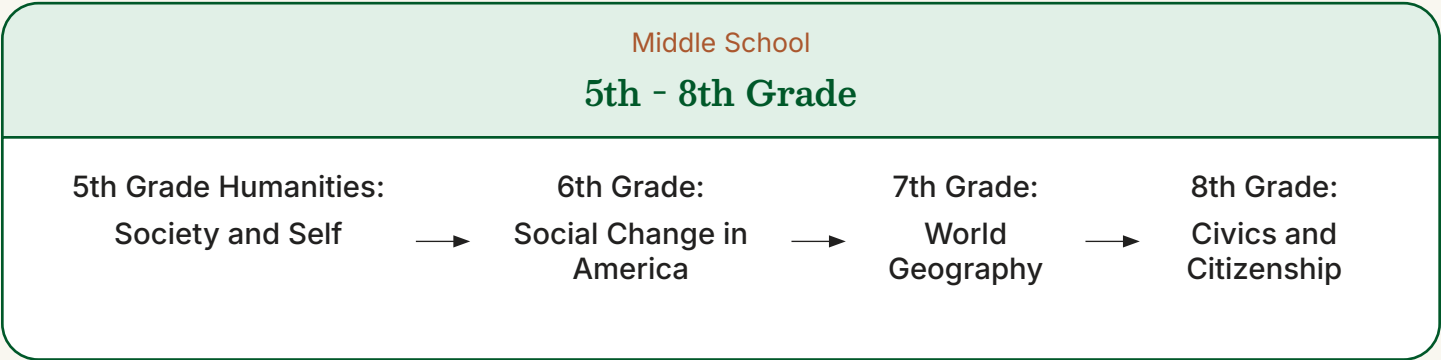 Middle School
5th - 8th Grade
5th Grade Humanities:
Society and Self
6th Grade:
Social Change in
America
7th Grade:
World
Geography
8th Grade:
Civics and
Citizenship